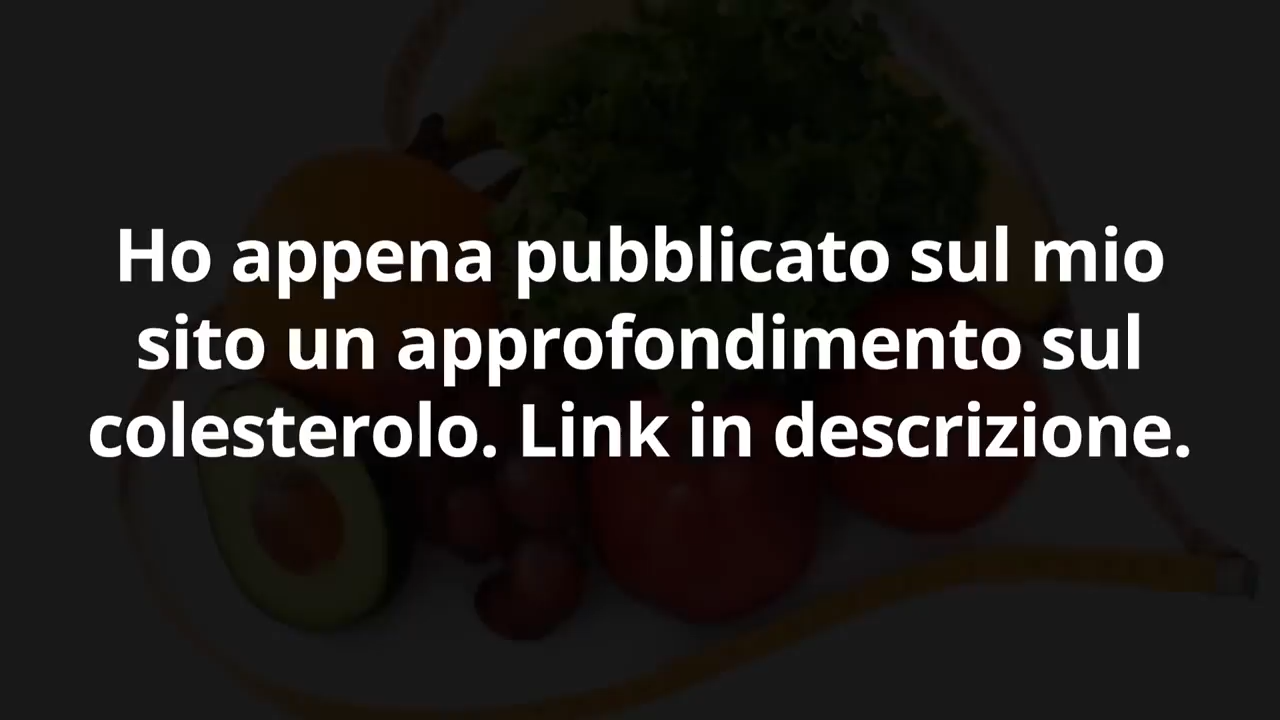 Ho appena pubblicato sul mio
sito un approfondimento sul
colesterolo. Link in descrizione.